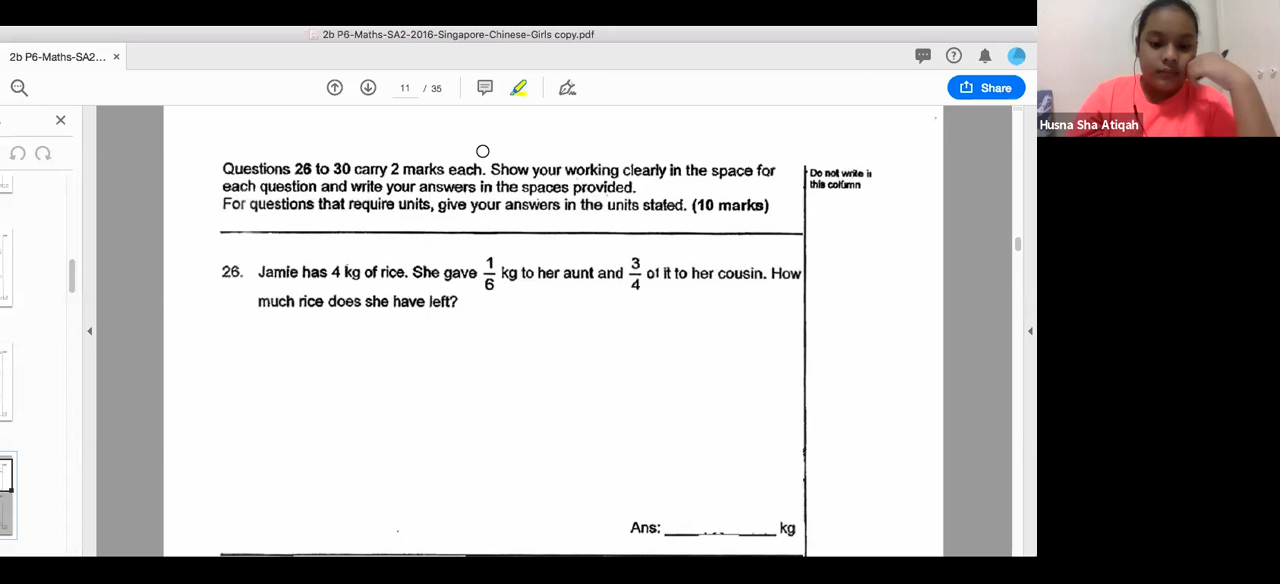 2b P6-Maths-SA2-2016-Singapore-Chinese-Girls copy.pdf
2b P6-Maths-SA2... ×
11 / 35
Share
Husna Sha Atiqah
Questions 26 to 30 carry 2 marks each. Show your working clearly in the space for
each question and write your answers in the spaces provided.
For questions that require units, give your answers in the units stated. (10 marks)
Do not write in
this column
26. Jamie has 4 kg of rice. She gave 1/6 kg to her aunt and 3/4 of it to her cousin. How
much rice does she have left?
Ans: ____________ kg